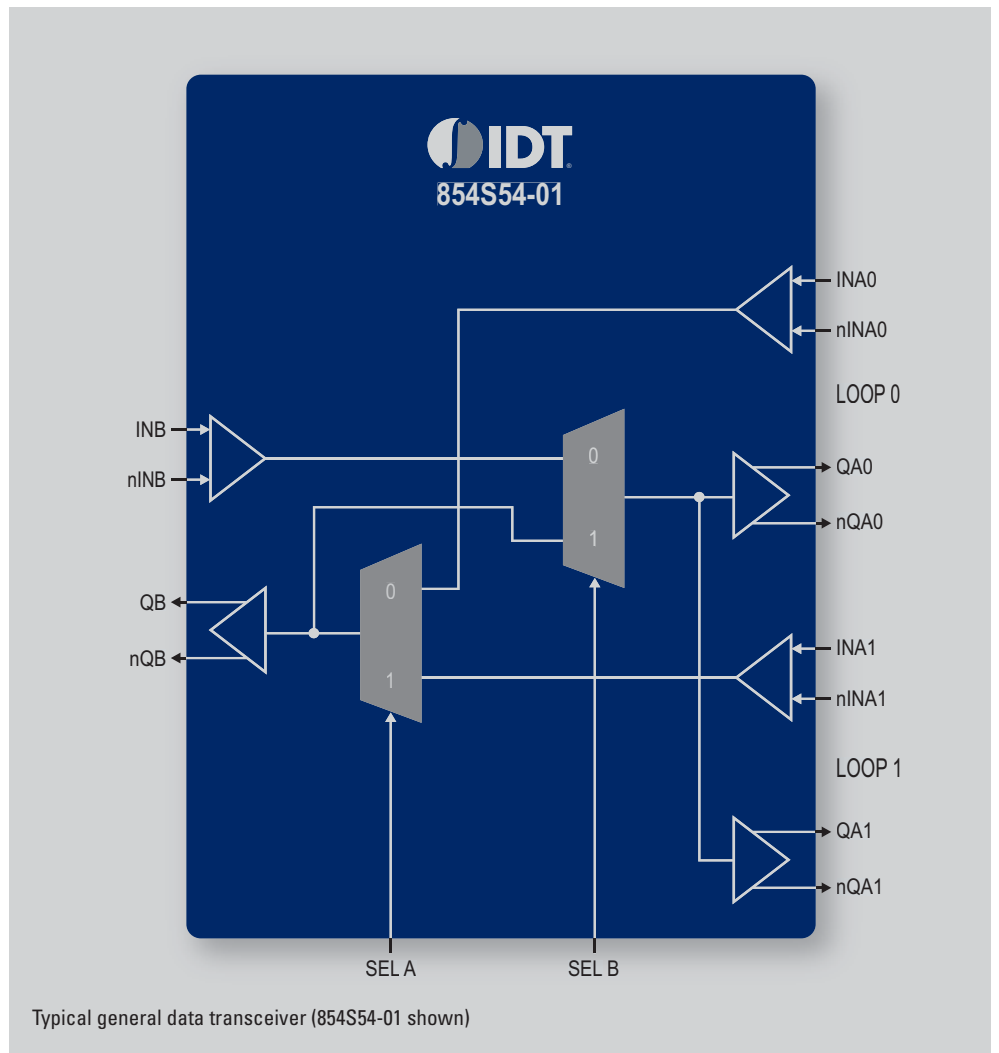 IDT
854S54-01
INA0
nINA0
LOOP 0
INB
nINB
0
1
QA0
nQA0
QB
nQB
0
1
INA1
nINA1
LOOP 1
QA1
nQA1
SEL A
SEL B
Typical general data transceiver (854S54-01 shown)